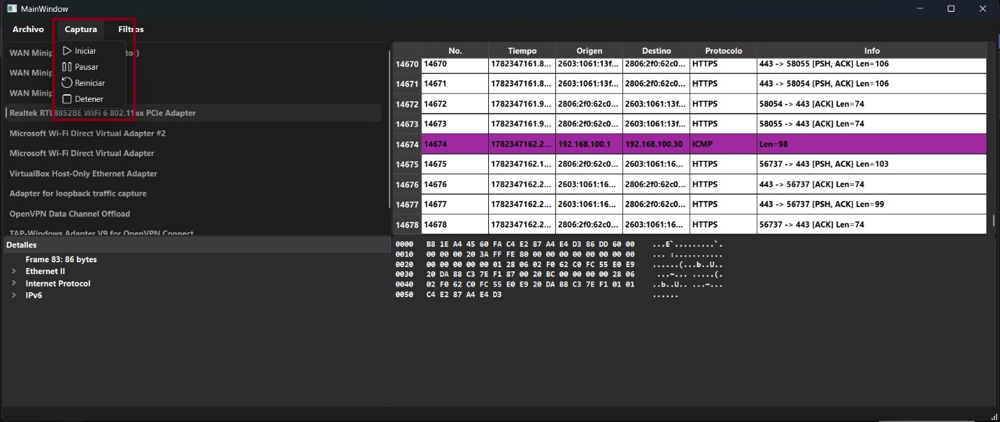 MainWindow
Archivo Captura Filtros
Iniciar
Pausar
Reiniciar
Detener
WAN Minip tor)
WAN Minip
WAN Minip
Realtek RTL8852BE WiFi 6 802.11ax PCIe Adapter
Microsoft Wi-Fi Direct Virtual Adapter #2
Microsoft Wi-Fi Direct Virtual Adapter
VirtualBox Host-Only Ethernet Adapter
Adapter for loopback traffic capture
OpenVPN Data Channel Offload
TAP-Windows Adapter V9 for OpenVPN Connect
No. Tiempo Origen Destino Protocolo Info
14670 14670 1782347161.8... 2603:1061:13f... 2806:2f0:62c0... HTTPS 443 -> 58055 [PSH, ACK] Len=106
14671 14671 1782347161.8... 2603:1061:13f... 2806:2f0:62c0... HTTPS 443 -> 58054 [PSH, ACK] Len=106
14672 14672 1782347161.9... 2806:2f0:62c0... 2603:1061:13f... HTTPS 58054 -> 443 [ACK] Len=74
14673 14673 1782347161.9... 2806:2f0:62c0... 2603:1061:13f... HTTPS 58055 -> 443 [ACK] Len=74
14674 14674 1782347162.2... 192.168.100.1 192.168.100.30 ICMP Len=98
14675 14675 1782347162.1... 2806:2f0:62c0... 2603:1061:16... HTTPS 56737 -> 443 [PSH, ACK] Len=103
14676 14676 1782347162.2... 2603:1061:16... 2806:2f0:62c0... HTTPS 443 -> 56737 [ACK] Len=74
14677 14677 1782347162.2... 2603:1061:16... 2806:2f0:62c0... HTTPS 443 -> 56737 [PSH, ACK] Len=99
14678 14678 1782347162.2... 2806:2f0:62c0... 2603:1061:16... HTTPS 56737 -> 443 [ACK] Len=74
Detalles
Frame 83: 86 bytes
Ethernet II
Internet Protocol
IPv6
0000 B8 1E A4 45 60 FA C4 E2 87 A4 E4 D3 86 DD 60 00 ...E`.........`.
0010 00 00 00 20 3A FF FE 80 00 00 00 00 00 00 00 00 ... :...........
0020 00 00 00 00 00 01 28 06 02 F0 62 C0 FC 55 E0 E9 ......(...b..U..
0030 20 DA 88 C3 7E F1 87 00 20 BC 00 00 00 00 28 06 ...~... .....(.
0040 02 F0 62 C0 FC 55 E0 E9 20 DA 88 C3 7E F1 01 01 ..b..U.. ...~...
0050 C4 E2 87 A4 E4 D3 ......